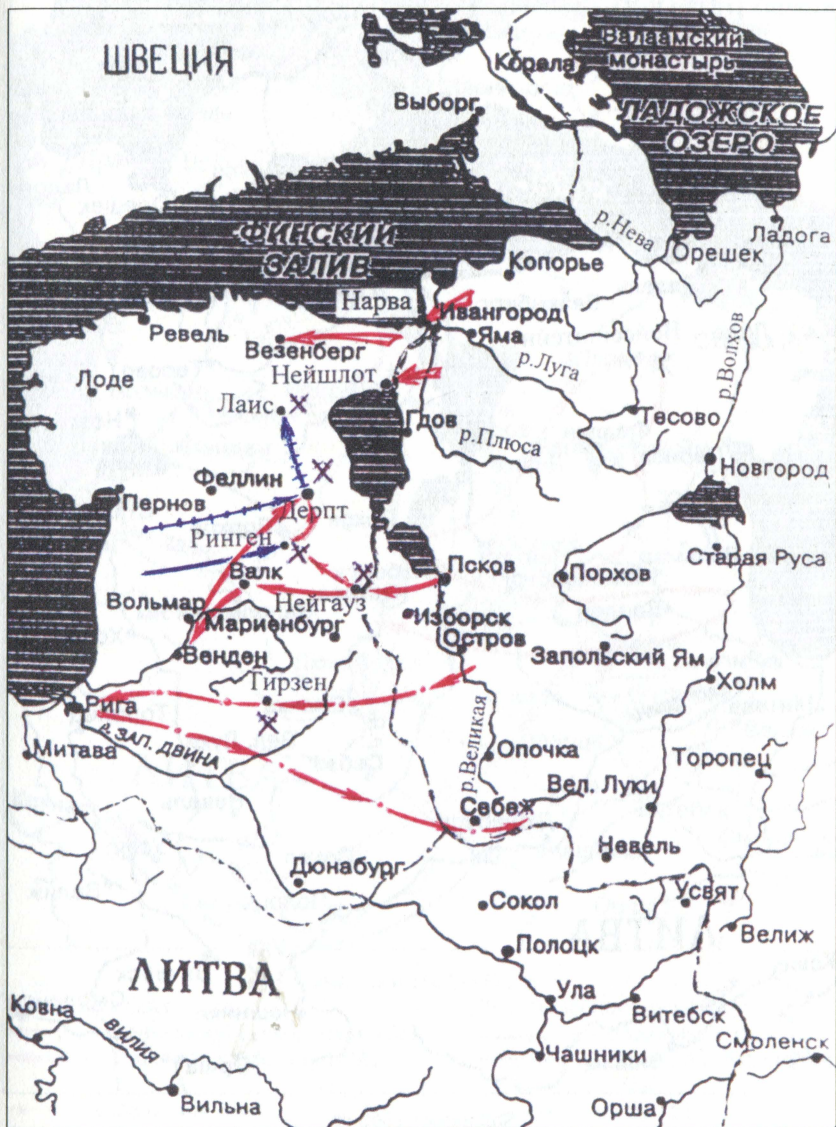 ШВЕЦИЯ
Валаамский
монастырь
Корела
Выборг
ЛАДОЖСКОЕ
ОЗЕРО
р.Нева
Ладога
ФИНСКИЙ
ЗАЛИВ
Орешек
Копорье
Нарва
Ивангород
Ревель
Яма
Везенберг
р.Волхов
Нейшлот
р.Луга
Лоде
Лаис
Гдов
Тесово
р.Плюса
Новгород
Феллин
Пернов
Дерпт
Ринген
Старая Руса
Псков
Порхов
Валк
Нейгауз
Вольмар
Мариенбург
Изборск
Остров
Запольский Ям
Венден
Тирзен
Холм
Рига
р. ЗАП. ДВИНА
Митава
р.Великая
Опочка
Торопец
Вел. Луки
Себеж
Невель
Дюнабург
Усвят
Сокол
Велиж
Полоцк
ЛИТВА
Ула
Витебск
Ковна
ВИЛИЯ
Смоленск
Чашники
Вильна
Орша